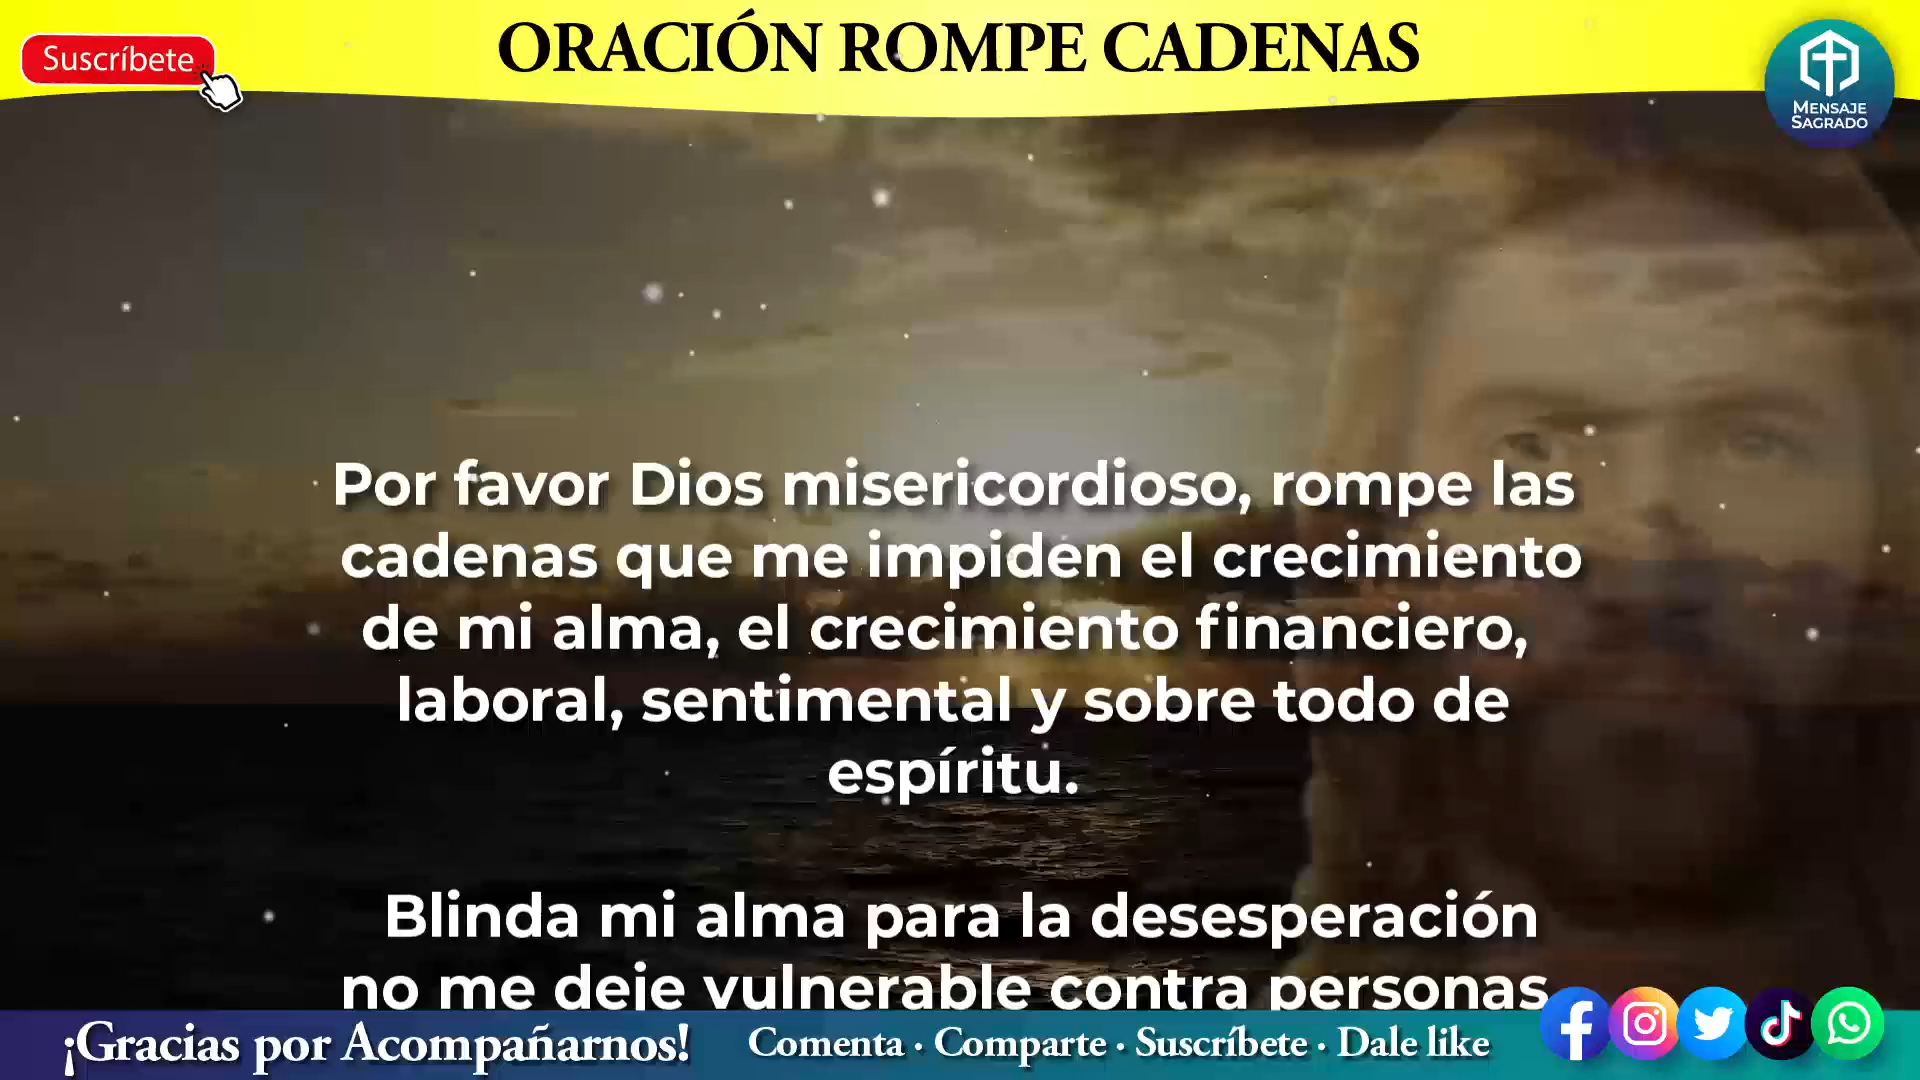 Suscríbete
ORACIÓN ROMPE CADENAS
MENSAJE
SAGRADO
Por favor Dios misericordioso, rompe las
cadenas que me impiden el crecimiento
de mi alma, el crecimiento financiero,
laboral, sentimental y sobre todo de
espíritu.
Blinda mi alma para la desesperación
no me deje vulnerable contra personas
¡Gracias por Acompañarnos!
Comenta · Comparte · Suscríbete · Dale like